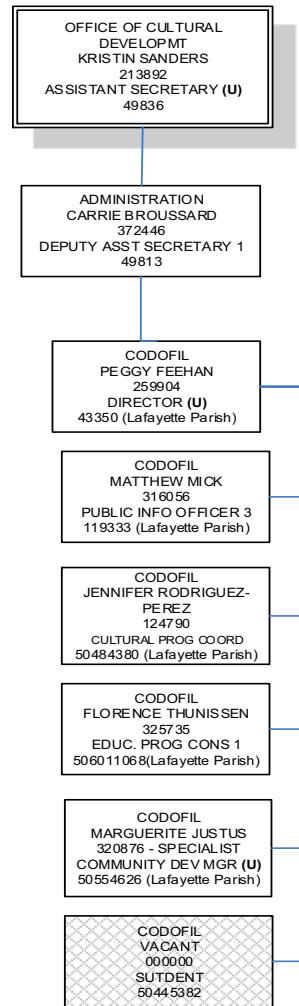 OFFICE OF CULTURAL
DEVELOPMT
KRISTIN SANDERS
213892
ASSISTANT SECRETARY (U)
49836
ADMINISTRATION
CARRIE BROUSSARD
372446
DEPUTY ASST SECRETARY 1
49813
CODOFIL
PEGGY FEEHAN
259904
DIRECTOR (U)
43350 (Lafayette Parish)
CODOFIL
MATTHEW MICK
316056
PUBLIC INFO OFFICER 3
119333 (Lafayette Parish)
CODOFIL
JENNIFER RODRIGUEZ-
PEREZ
124790
CULTURAL PROG COORD
50484380 (Lafayette Parish)
CODOFIL
FLORENCE THUNISSEN
325735
EDUC. PROG CONS 1
506011068(Lafayette Parish)
CODOFIL
MARGUERITE JUSTUS
320876 - SPECIALIST
COMMUNITY DEV MGR (U)
50554626 (Lafayette Parish)
CODOFIL
VACANT
000000
SUTDENT
50445382